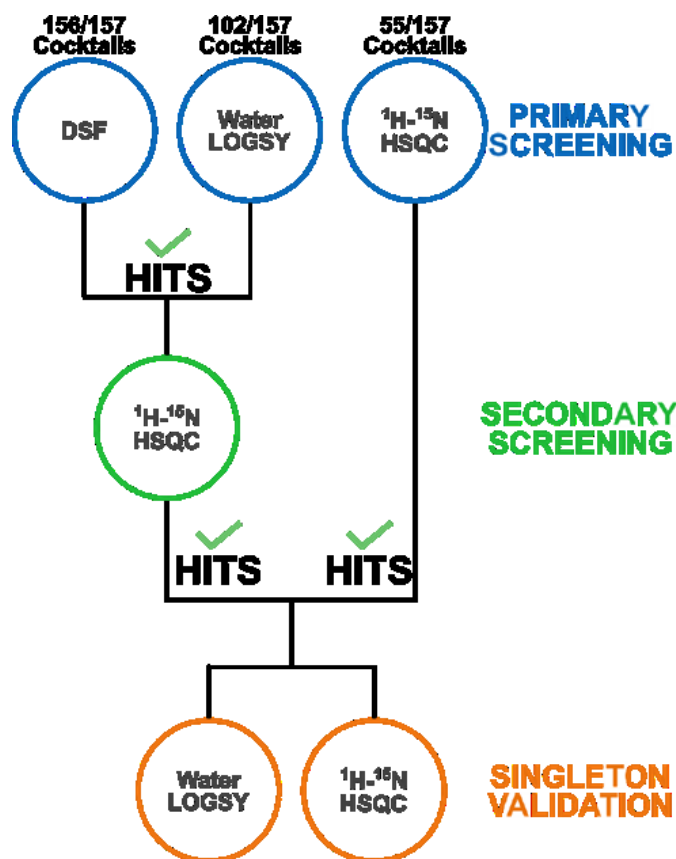 156/157
Cocktails
102/157
Cocktails
55/157
Cocktails
DSF
Water
LOGSY
¹H-¹⁵N
HSQC
PRIMARY
SCREENING
HITS
¹H-¹⁵N
HSQC
SECONDARY
SCREENING
HITS
HITS
Water
LOGSY
¹H-¹⁵N
HSQC
SINGLETON
VALIDATION